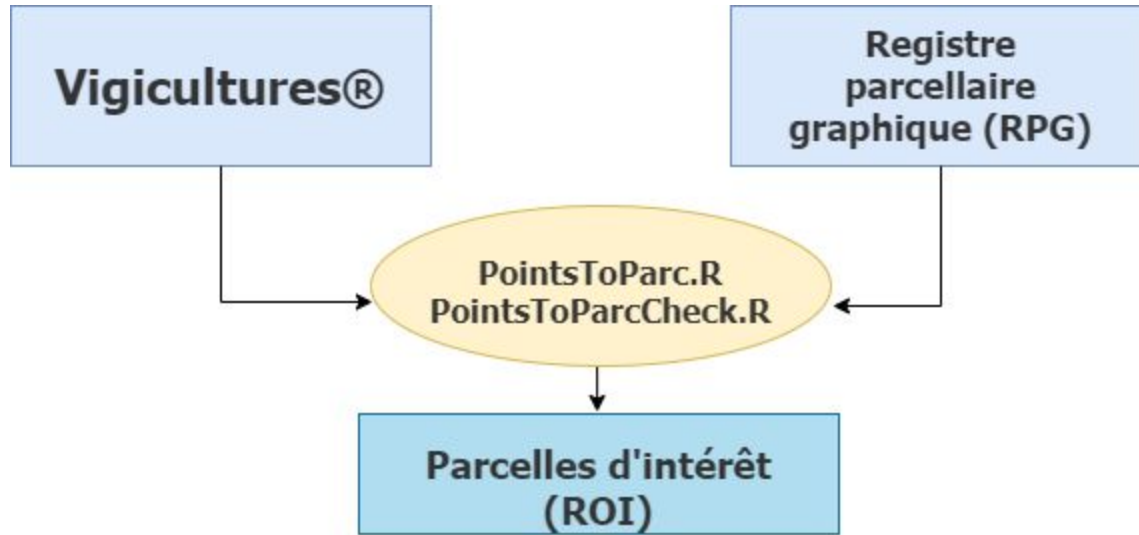 Vigicultures®
Registre
parcellaire
graphique (RPG)
PointsToParc.R
PointsToParcCheck.R
Parcelles d'intérêt
(ROI)